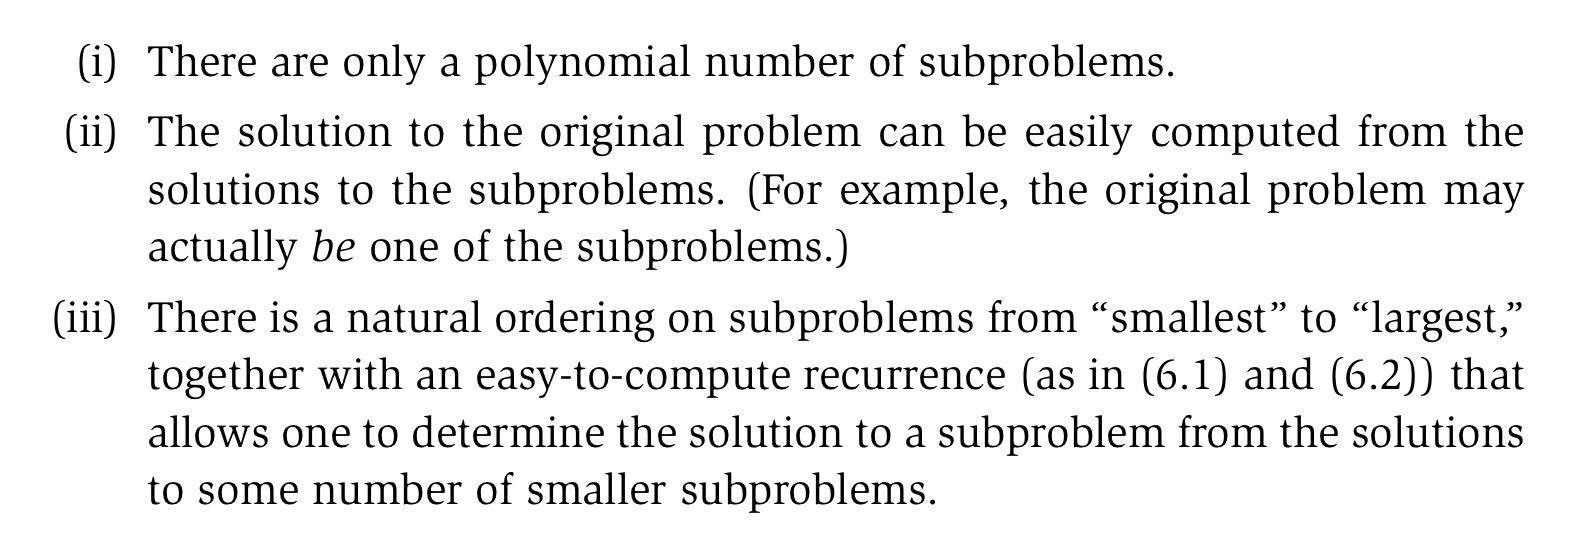 (i) There are only a polynomial number of subproblems.
(ii) The solution to the original problem can be easily computed from the
solutions to the subproblems. (For example, the original problem may
actually be one of the subproblems.)
(iii) There is a natural ordering on subproblems from “smallest” to “largest,”
together with an easy-to-compute recurrence (as in (6.1) and (6.2)) that
allows one to determine the solution to a subproblem from the solutions
to some number of smaller subproblems.